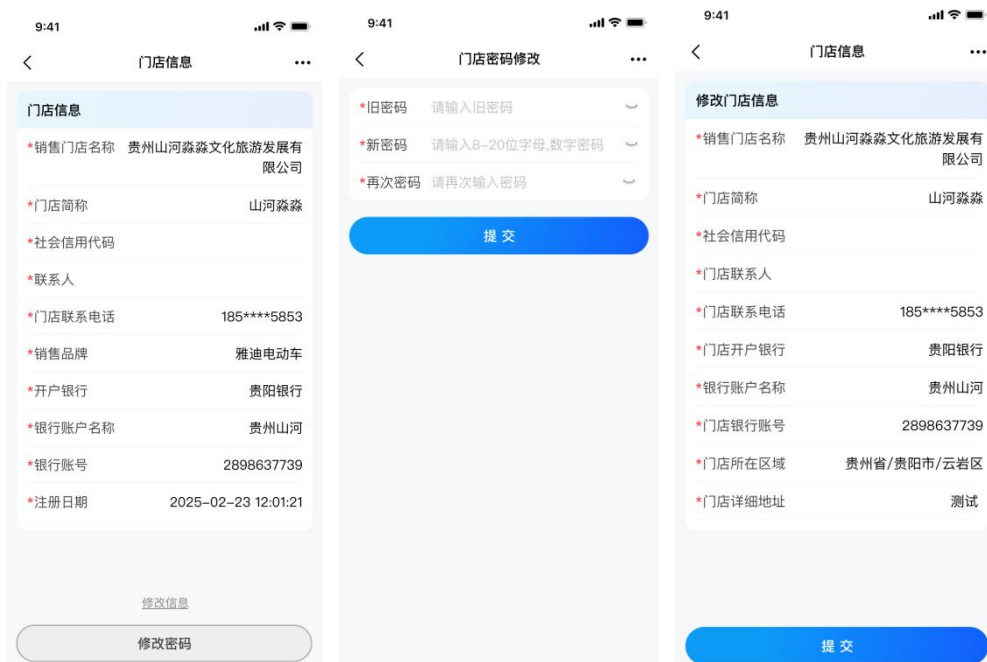 9:41
门店信息
门店信息
*销售门店名称 贵州山河淼淼文化旅游发展有
限公司
*门店简称 山河淼淼
*社会信用代码
*联系人
*门店联系电话 185****5853
*销售品牌 雅迪电动车
*开户银行 贵阳银行
*银行账户名称 贵州山河
*银行账号 2898637739
*注册日期 2025-02-23 12:01:21
修改信息
修改密码
9:41
门店密码修改
*旧密码 请输入旧密码
*新密码 请输入8-20位字母,数字密码
*再次密码 请再次输入密码
提交
9:41
门店信息
修改门店信息
*销售门店名称 贵州山河淼淼文化旅游发展有
限公司
*门店简称 山河淼淼
*社会信用代码
*门店联系人
*门店联系电话 185****5853
*门店开户银行 贵阳银行
*银行账户名称 贵州山河
*门店银行账号 2898637739
*门店所在区域 贵州省/贵阳市/云岩区
*门店详细地址 测试
提交